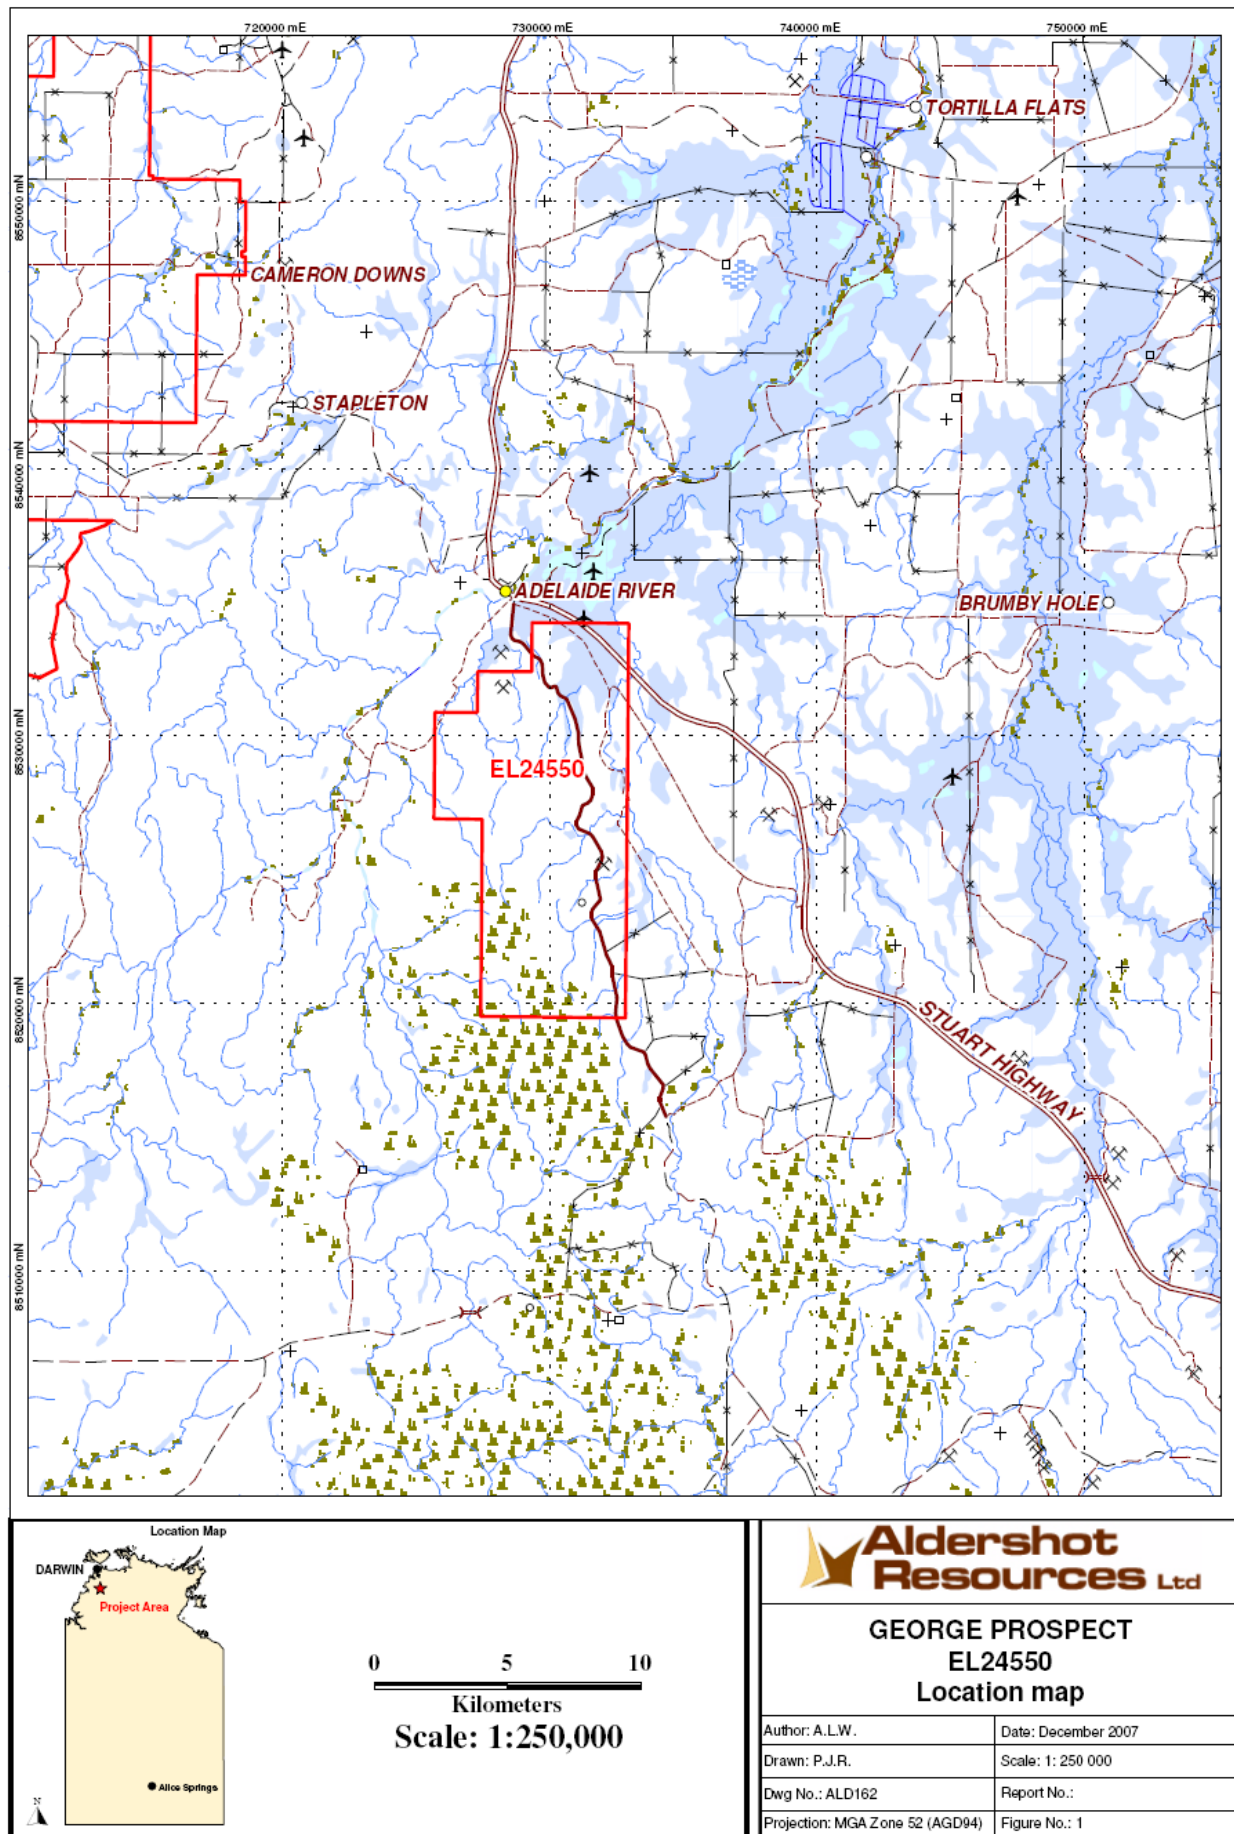 720000 mE
730000 mE
740000 mE
750000 mE
TORTILLA FLATS
8550000 mN
CAMERON DOWNS
STAPLETON
8540000 mN
ADELAIDE RIVER
BRUMBY HOLE
8530000 mN
EL24550
8520000 mN
STUART HIGHWAY
8510000 mN
Location Map
DARWIN
Project Area
Alice Springs
N
0 5 10
Kilometers
Scale: 1:250,000
Aldershot
Resources Ltd
GEORGE PROSPECT
EL24550
Location map
Author: A.L.W.
Date: December 2007
Drawn: P.J.R.
Scale: 1: 250 000
Dwg No.: ALD162
Report No.:
Projection: MGA Zone 52 (AGD94)
Figure No.: 1